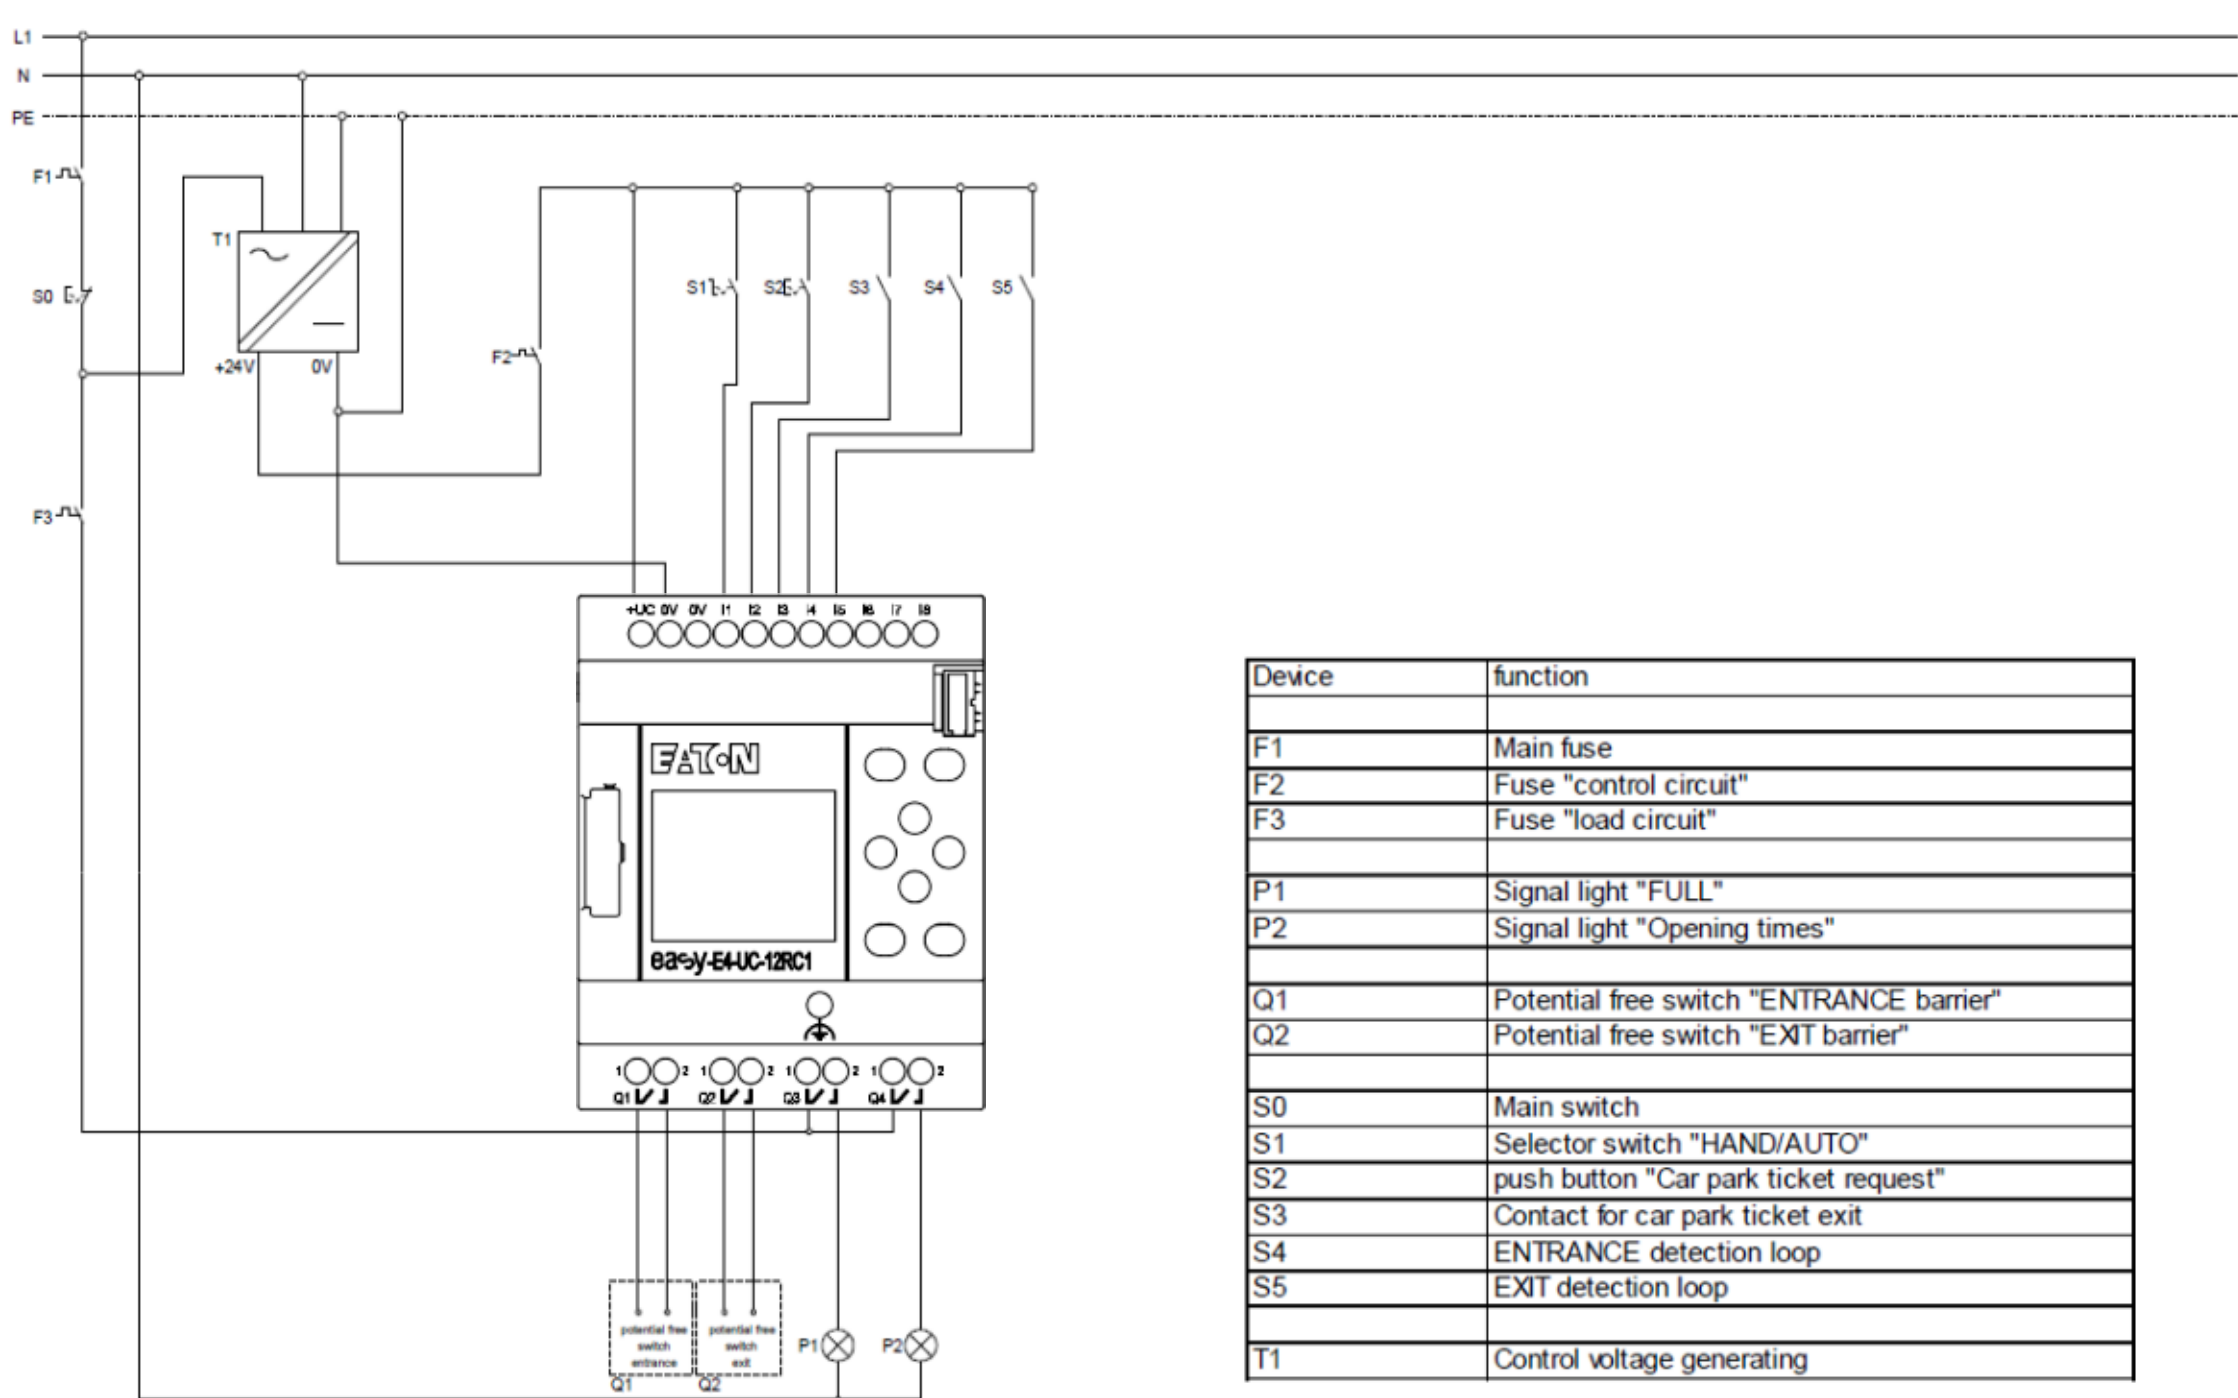 L1
N
PE
F1
T1
S0
S1
S2
S3
S4
S5
F2
+24V
0V
F3
+UC 0V 0V I1 I2 I3 I4 I5 I6 I7 I8
EATON
easy-E4-UC-12RC1
1 2 1 2 1 2 1 2
Q1 Q2 Q3 Q4
potential free
switch
entrance
Q1
potential free
switch
exit
Q2
P1
P2
Device function
F1 Main fuse
F2 Fuse "control circuit"
F3 Fuse "load circuit"
P1 Signal light "FULL"
P2 Signal light "Opening times"
Q1 Potential free switch "ENTRANCE barrier"
Q2 Potential free switch "EXIT barrier"
S0 Main switch
S1 Selector switch "HAND/AUTO"
S2 push button "Car park ticket request"
S3 Contact for car park ticket exit
S4 ENTRANCE detection loop
S5 EXIT detection loop
T1 Control voltage generating